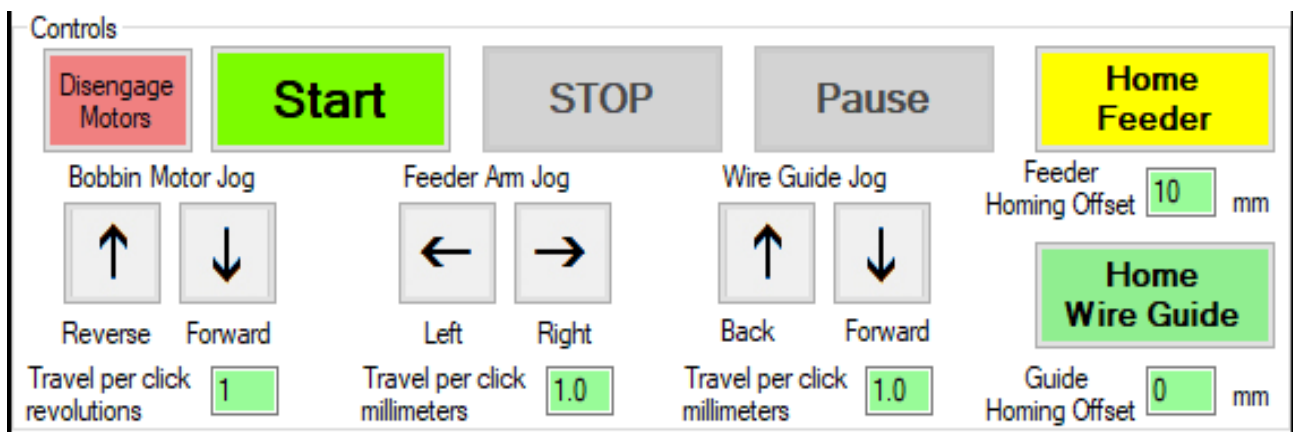 Controls
Disengage
Motors
Start
STOP
Pause
Home
Feeder
Bobbin Motor Jog
Feeder Arm Jog
Wire Guide Jog
Feeder
Homing Offset 10 mm
↑ ↓
← →
↑ ↓
Home
Wire Guide
Reverse Forward
Left Right
Back Forward
Travel per click
revolutions 1
Travel per click
millimeters 1.0
Travel per click
millimeters 1.0
Guide
Homing Offset 0 mm